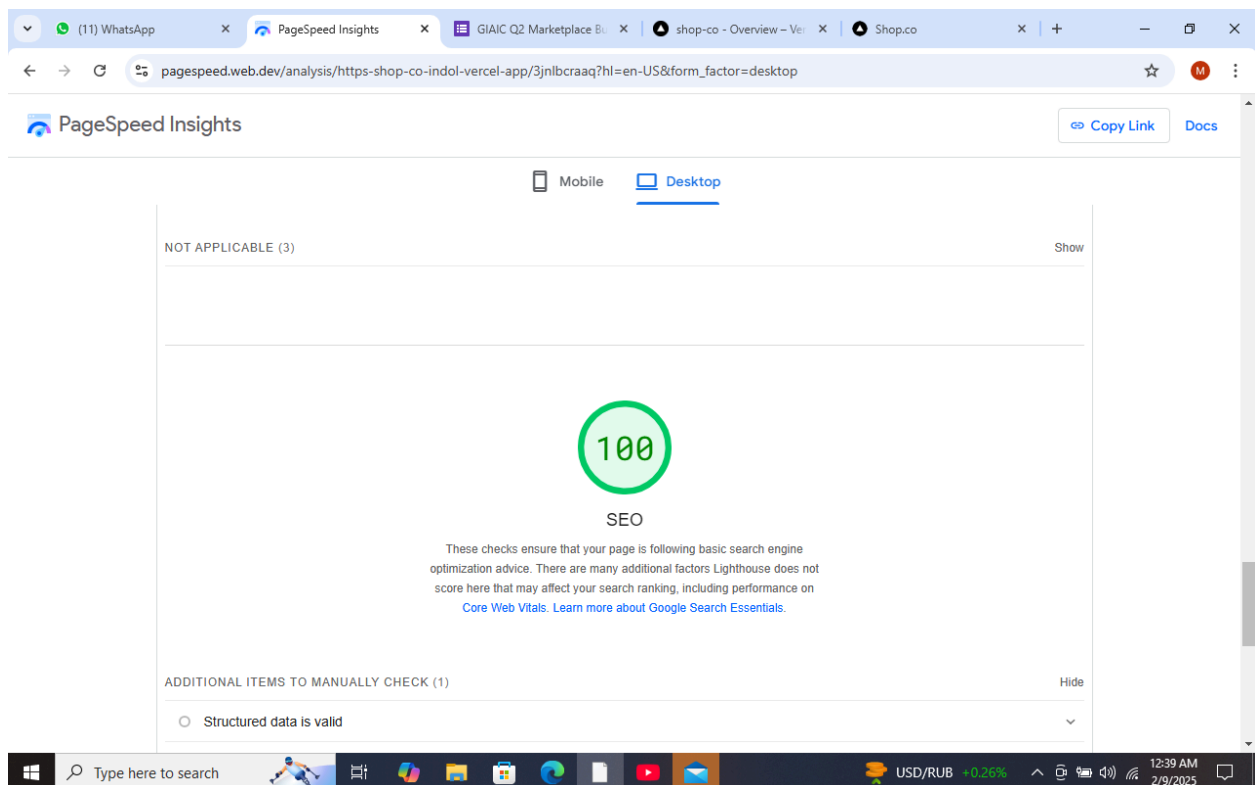 (11) WhatsApp
PageSpeed Insights
GIAIC Q2 Marketplace Bu
shop-co - Overview – Ver
Shop.co
pagespeed.web.dev/analysis/https-shop-co-indol-vercel-app/3jnlbcraaq?hl=en-US&form_factor=desktop
M
PageSpeed Insights
Copy Link
Docs
Mobile
Desktop
NOT APPLICABLE (3)
Show
100
SEO
These checks ensure that your page is following basic search engine
optimization advice. There are many additional factors Lighthouse does not
score here that may affect your search ranking, including performance on
Core Web Vitals. Learn more about Google Search Essentials.
ADDITIONAL ITEMS TO MANUALLY CHECK (1)
Hide
Structured data is valid
Type here to search
USD/RUB +0.26%
12:39 AM
2/9/2025